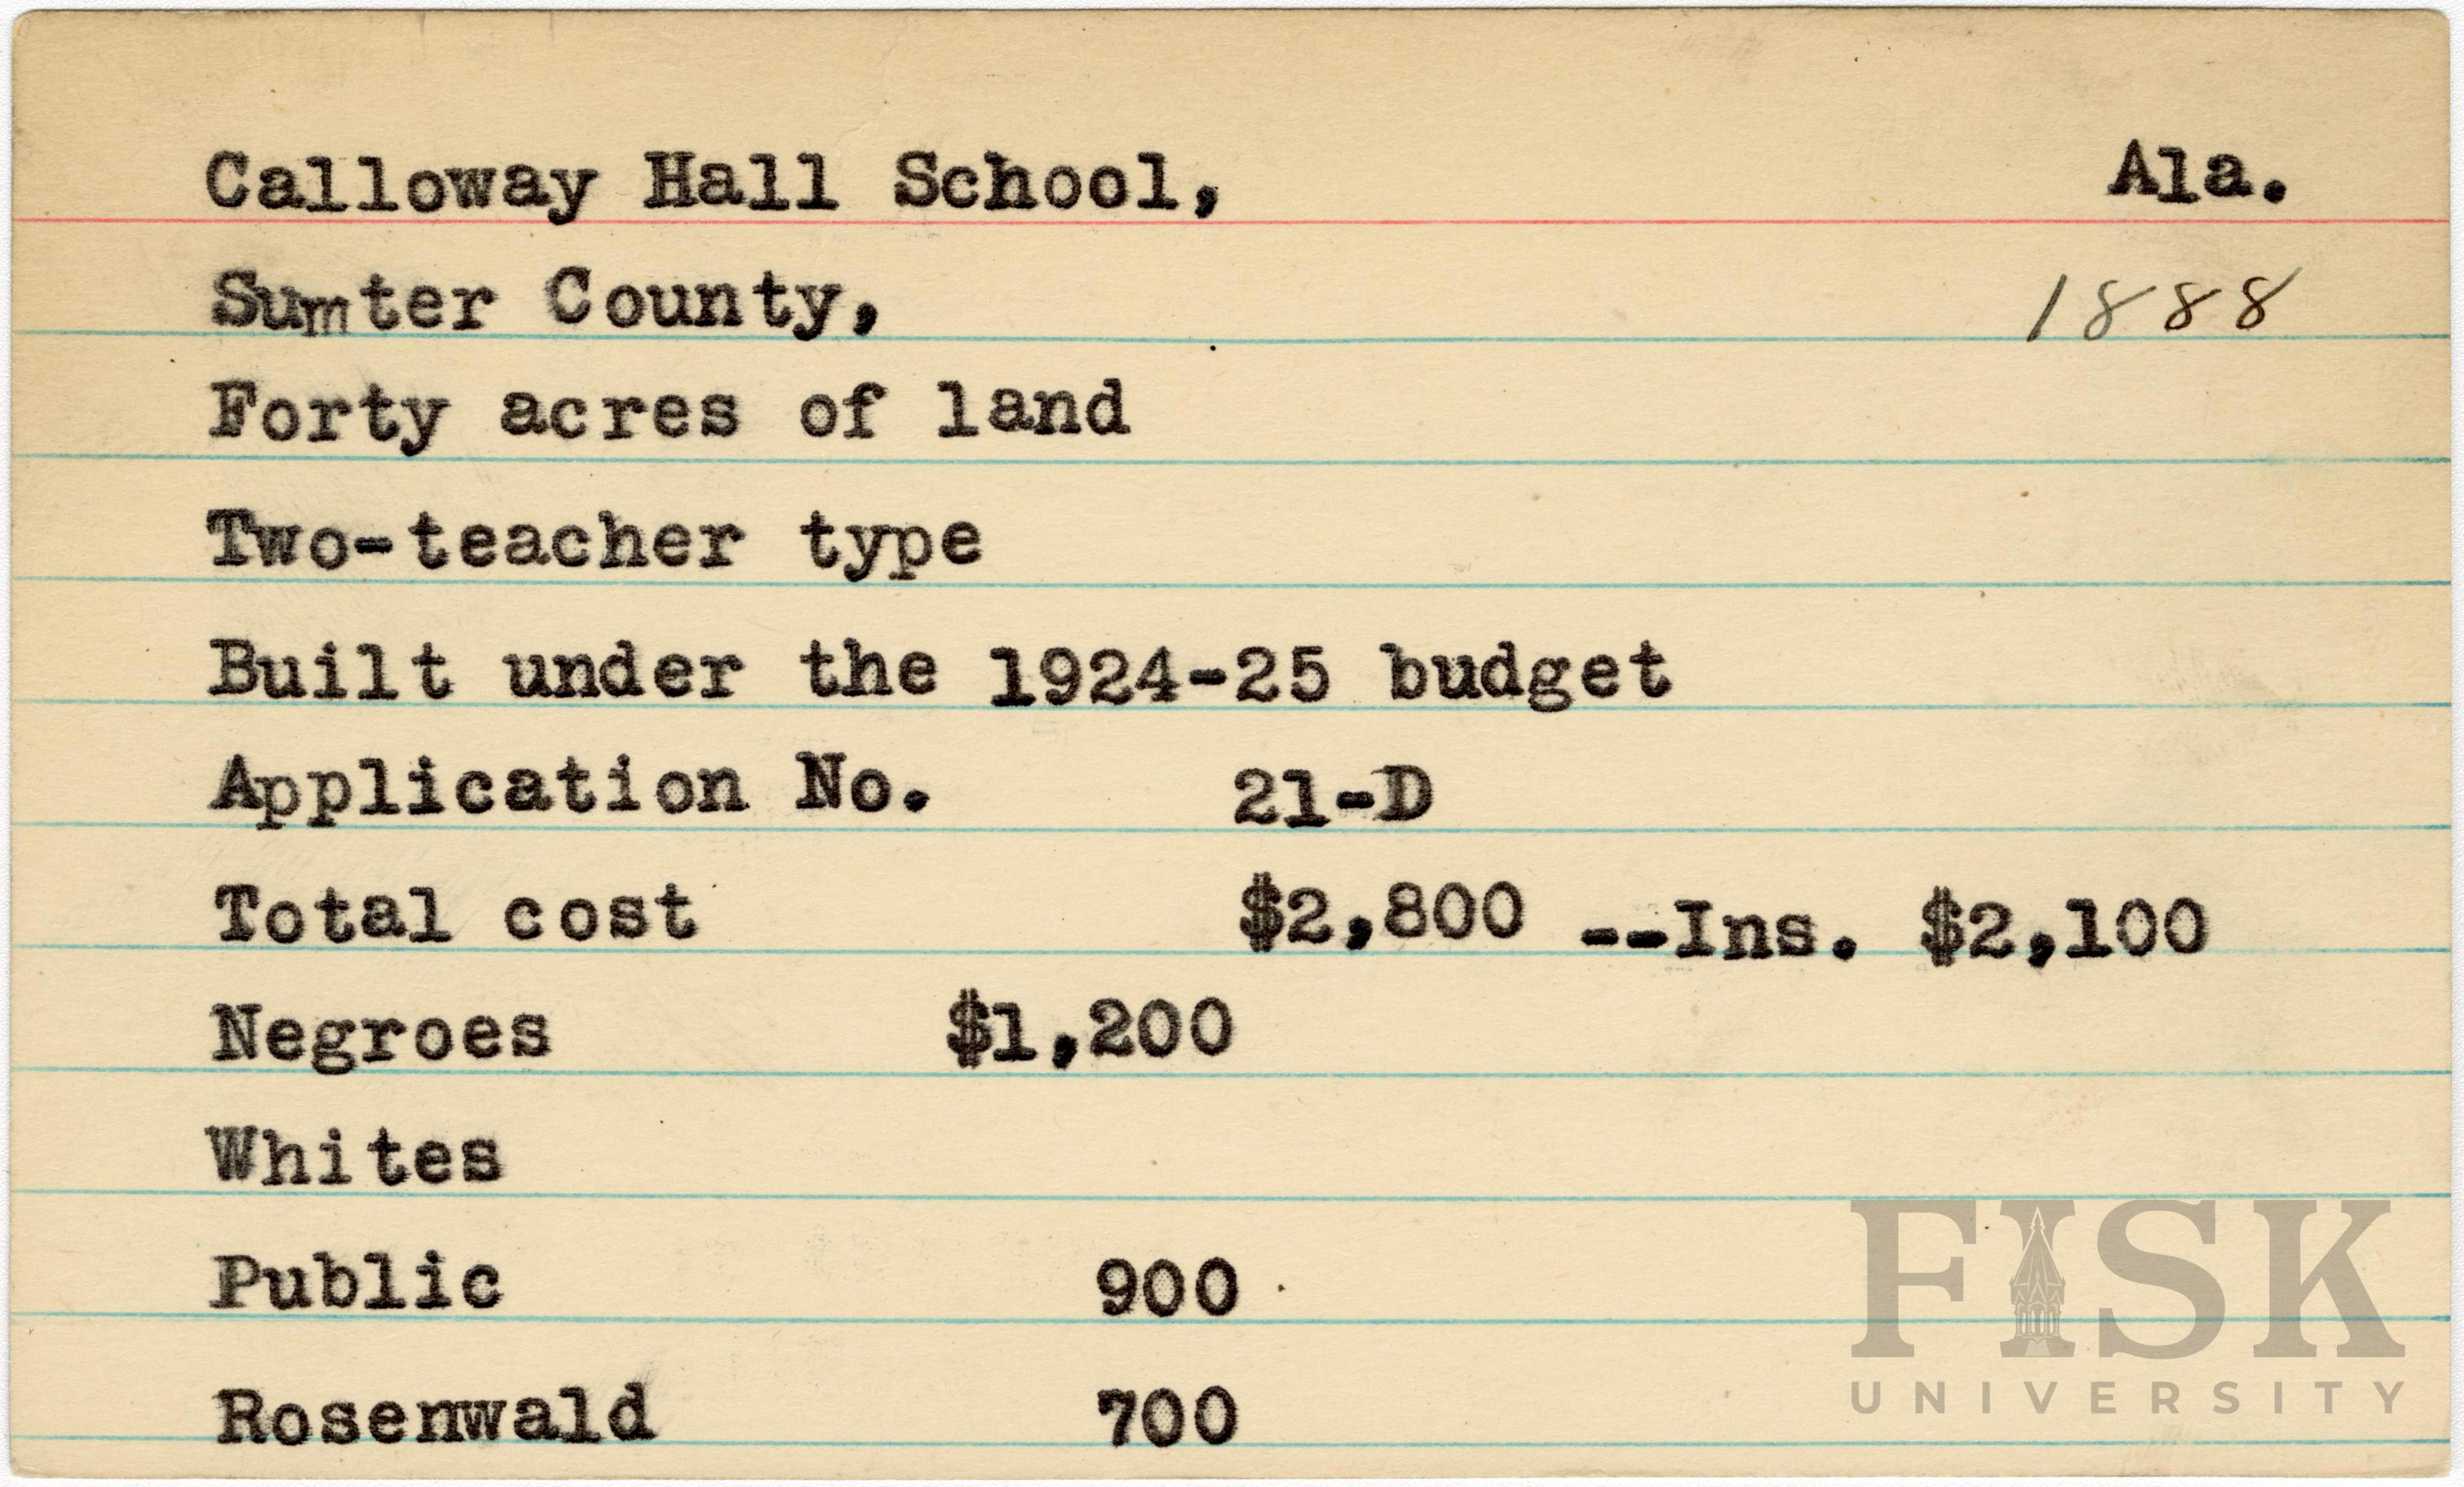 Calloway Hall School, Ala.
Sumter County, 1888
Forty acres of land
Two-teacher type
Built under the 1924-25 budget
Application No. 21-D
Total cost $2,800 --Ins. $2,100
Negroes $1,200
Whites
Public 900
Rosenwald 700
FISK
UNIVERSITY